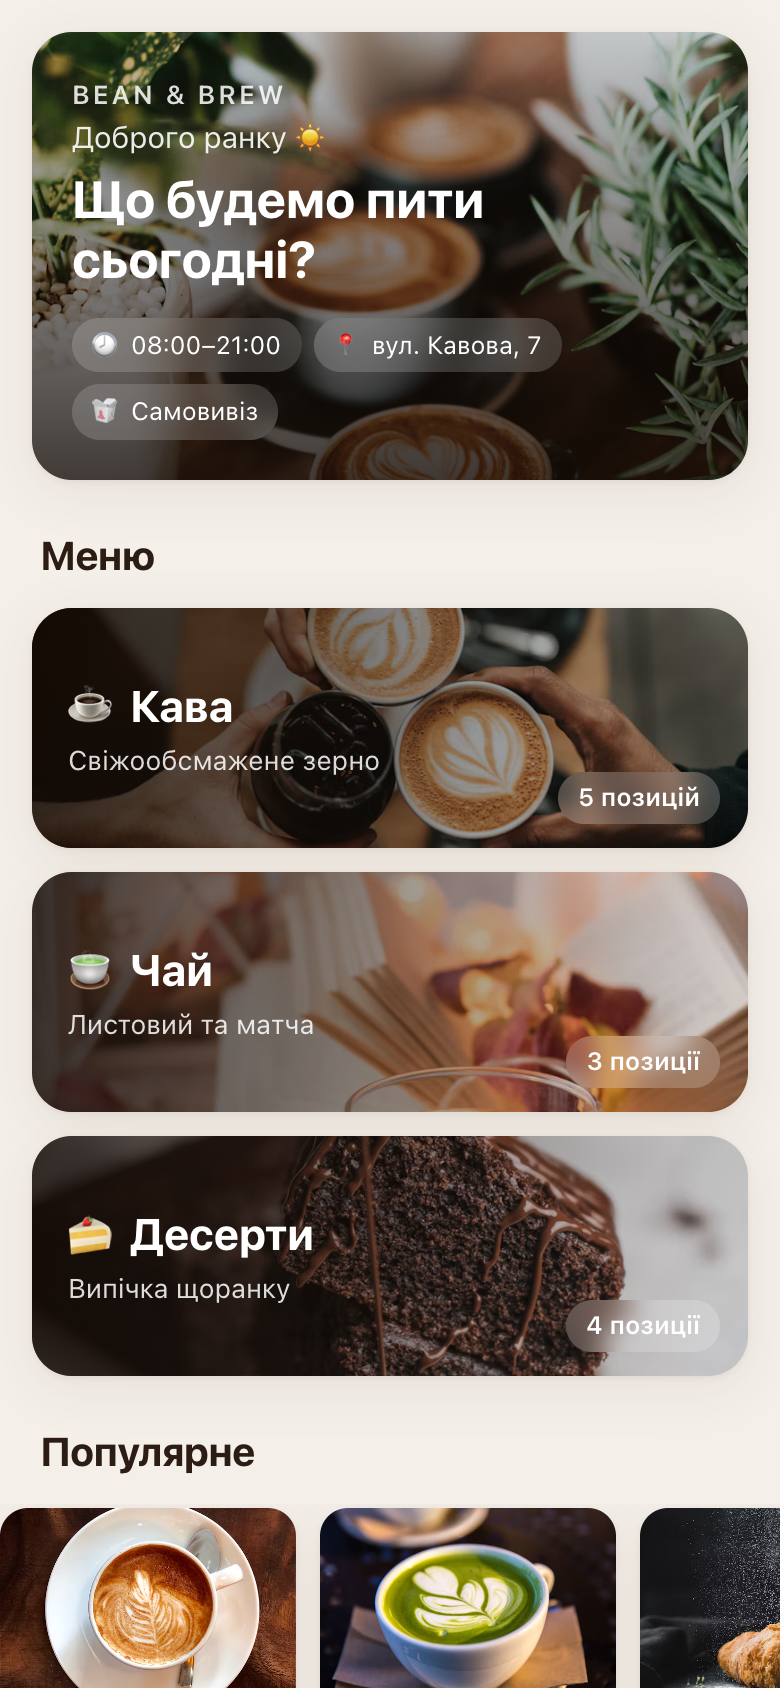 BEAN & BREW
Доброго ранку ☀️
Що будемо пити
сьогодні?
08:00–21:00
вул. Кавова, 7
Самовивіз
Меню
Кава
Свіжообсмажене зерно
5 позицій
Чай
Листовий та матча
3 позиції
Десерти
Випічка щоранку
4 позиції
Популярне